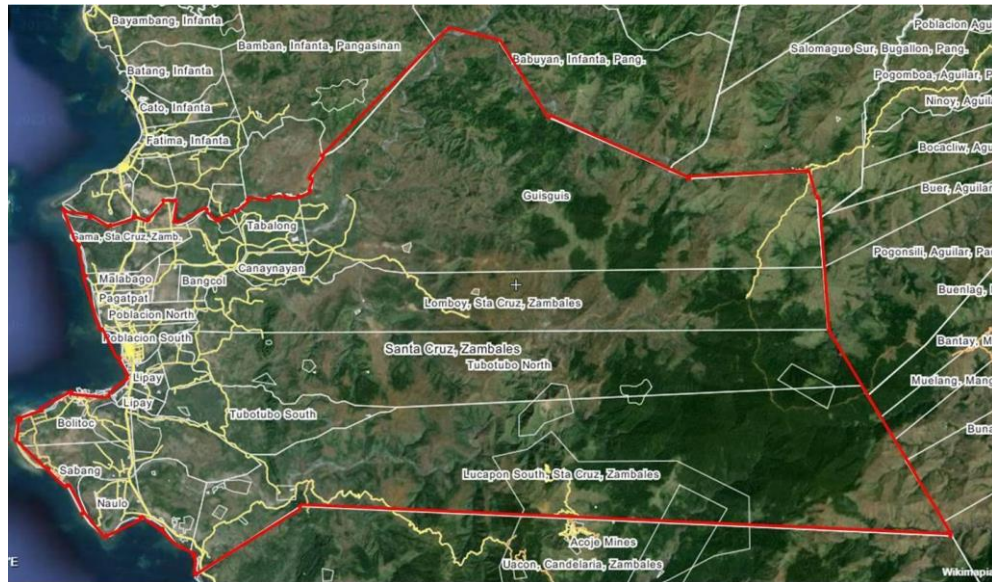 Bayambang, Infanta
Bamban, Infanta, Pangasinan
Babuyan, Infanta, Pang.
Poblacion Agu
Salomague Sur, Bugallon, Pang.
Batang, Infanta
Pogomboa, Aguilar, P
Ninoy, Aguila
Cato, Infanta
Fatima, Infanta
Bocacliw, Agu
Guisguis
Buer, Aguilar
Tabalong
Sama, Sta Cruz, Zamb.
Pogonsili, Aguilar, Pan
Canaynayan
Malabago
Bangcol
Pagatpat
Lomboy, Sta Cruz, Zambales
Buenlag,
Poblacion North
Poblacion South
Bantay, M
Santa Cruz, Zambales
Tubotubo North
Lipay
Muelang, Mang
Lipay
Tubotubo South
Bolitoc
Buna
Sabang
Lucapon South, Sta Cruz, Zambales
Naulo
Acoje Mines
Uacon, Candelaria, Zambales
'E
Wikimapia